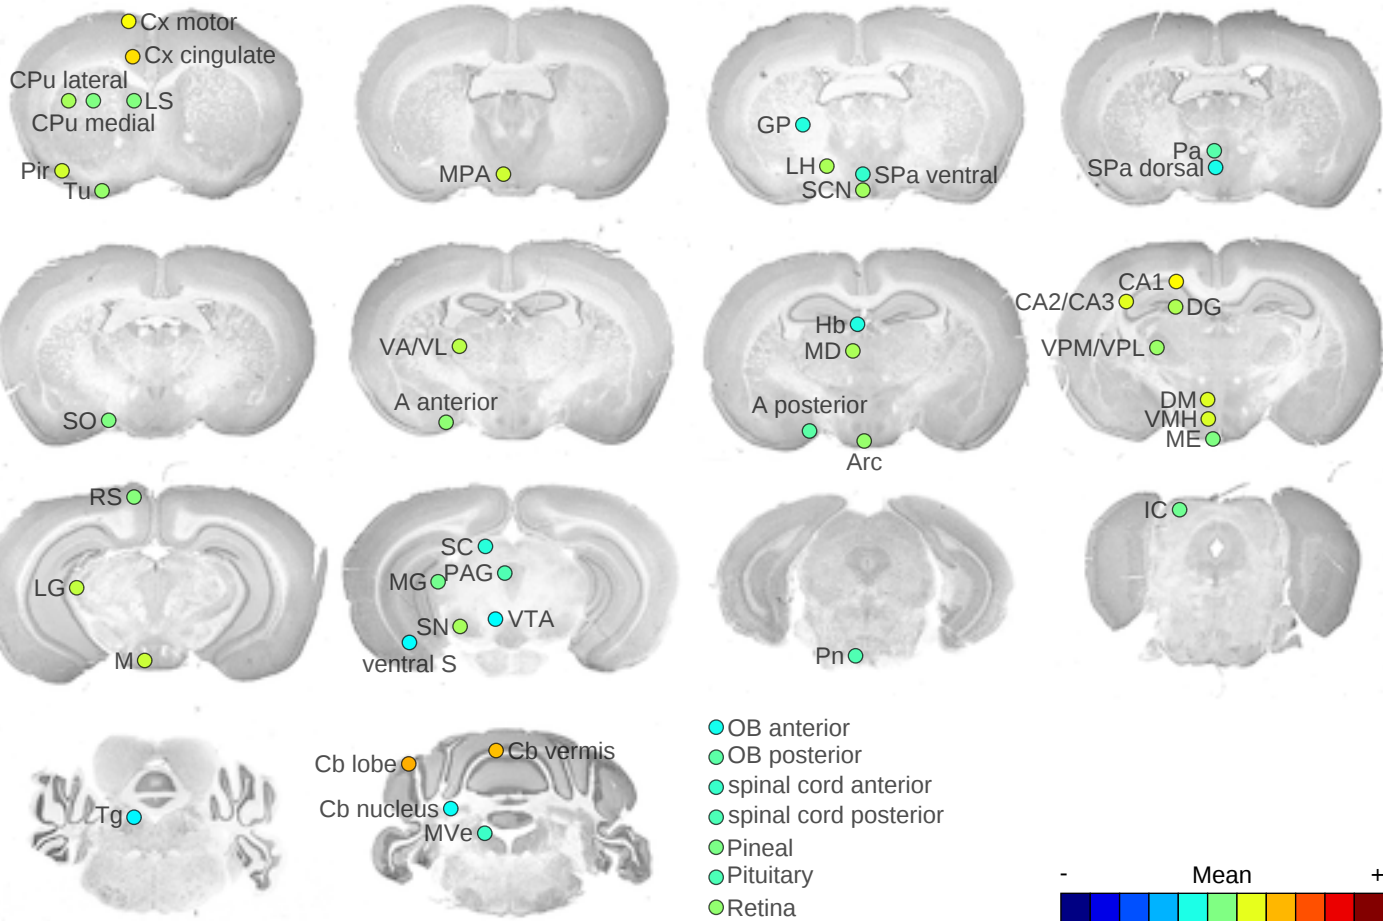 Cx motor
Cx cingulate
CPu lateral
LS
CPu medial
Pir
Tu
MPA
GP
LH
SPa ventral
SCN
Pa
SPa dorsal
SO
VA/VL
A anterior
Hb
MD
A posterior
Arc
CA1
CA2/CA3
DG
VPM/VPL
DM
VMH
ME
RS
LG
M
SC
PAG
MG
VTA
SN
ventral S
Pn
IC
Tg
Cb vermis
Cb lobe
Cb nucleus
MVe
OB anterior
OB posterior
spinal cord anterior
spinal cord posterior
Pineal
Pituitary
Retina
- Mean +